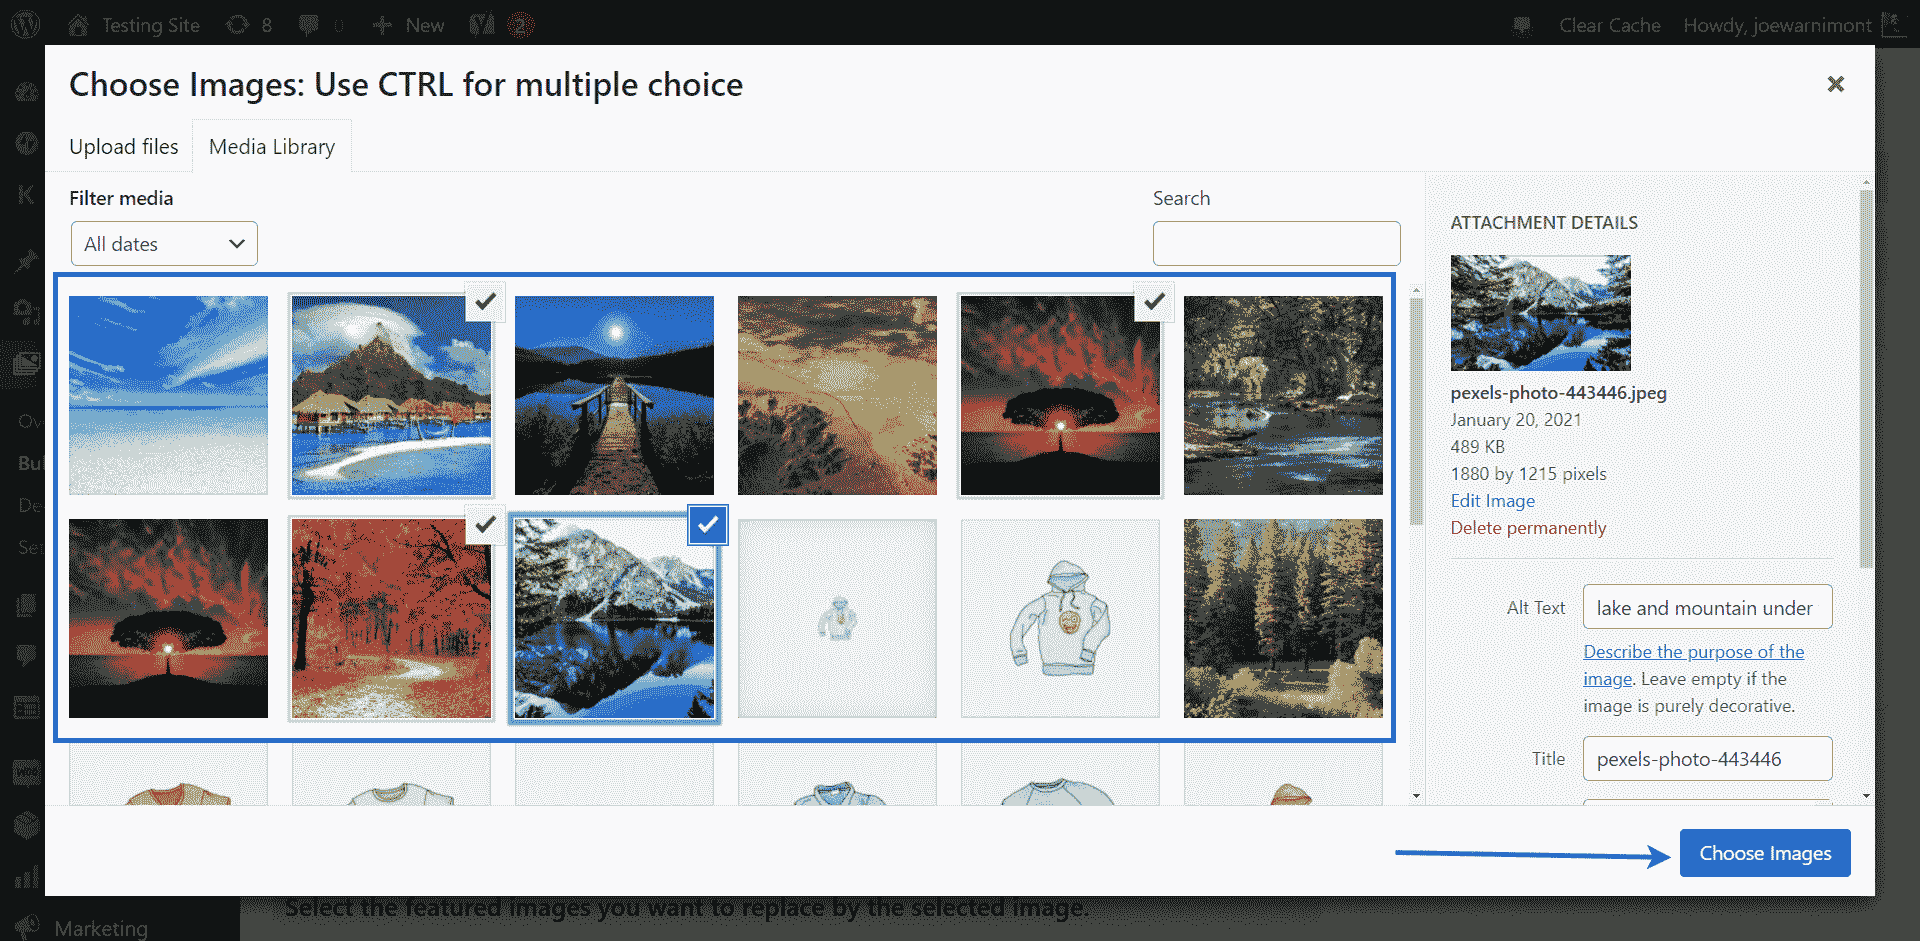 Testing Site 8 0 New 2 Clear Cache Howdy, joewarnimont
Choose Images: Use CTRL for multiple choice
Upload files Media Library
Filter media
All dates
Search
ATTACHMENT DETAILS
pexels-photo-443446.jpeg
January 20, 2021
489 KB
1880 by 1215 pixels
Edit Image
Delete permanently
Alt Text lake and mountain under
Describe the purpose of the
image. Leave empty if the
image is purely decorative.
Title pexels-photo-443446
Choose Images
Select the featured images you want to replace by the selected image.
Marketing